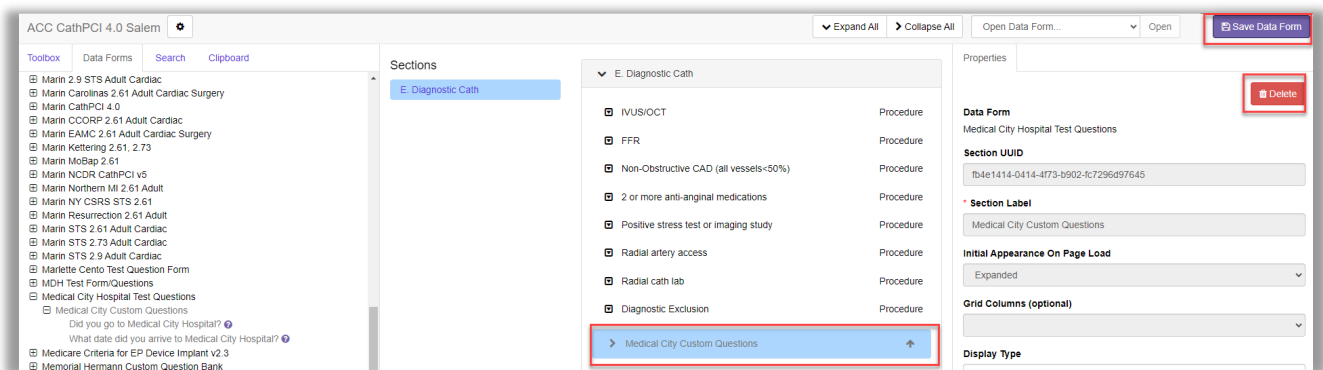 ACC CathPCI 4.0 Salem
Expand All
Collapse All
Open Data Form...
Open
Save Data Form
Toolbox
Data Forms
Search
Clipboard
Marin 2.9 STS Adult Cardiac
Marin Carolinas 2.61 Adult Cardiac Surgery
Marin CathPCI 4.0
Marin CCORP 2.61 Adult Cardiac
Marin EAMC 2.61 Adult Cardiac Surgery
Marin Kettering 2.61, 2.73
Marin MoBap 2.61
Marin NCDR CathPCI v5
Marin Northern MI 2.61 Adult
Marin NY CSRS STS 2.61
Marin Resurrection 2.61 Adult
Marin STS 2.61 Adult Cardiac
Marin STS 2.73 Adult Cardiac
Marin STS 2.9 Adult Cardiac
Marlette Cento Test Question Form
MDH Test Form/Questions
Medical City Hospital Test Questions
Medical City Custom Questions
Did you go to Medical City Hospital?
What date did you arrive to Medical City Hospital?
Medicare Criteria for EP Device Implant v2.3
Memorial Hermann Custom Question Bank
Sections
E. Diagnostic Cath
E. Diagnostic Cath
IVUS/OCT Procedure
FFR Procedure
Non-Obstructive CAD (all vessels<50%) Procedure
2 or more anti-anginal medications Procedure
Positive stress test or imaging study Procedure
Radial artery access Procedure
Radial cath lab Procedure
Diagnostic Exclusion Procedure
Medical City Custom Questions
Properties
Delete
Data Form
Medical City Hospital Test Questions
Section UUID
fb4e1414-0414-4f73-b902-fc7296d97645
* Section Label
Medical City Custom Questions
Initial Appearance On Page Load
Expanded
Grid Columns (optional)
Display Type